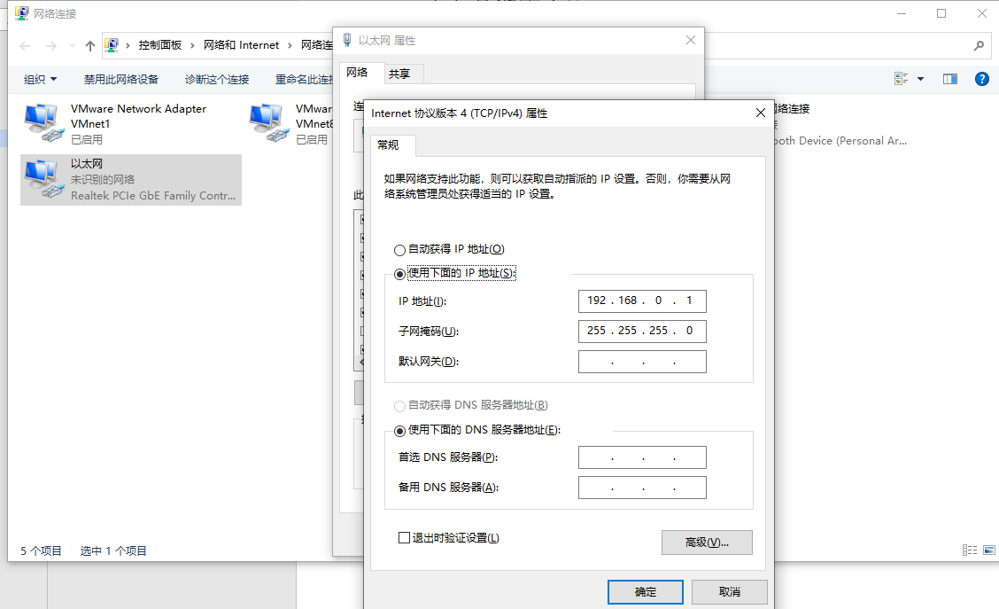 网络连接
控制面板 › 网络和 Internet › 网络连
组织 禁用此网络设备 诊断这个连接 重命名此连
VMware Network Adapter
VMnet1
已启用
VMwar
VMnet8
已启用
网络连接
ooth Device (Personal Ar...
以太网
未识别的网络
Realtek PCIe GbE Family Contr...
以太网 属性
网络 共享
连
此
Internet 协议版本 4 (TCP/IPv4) 属性
常规
如果网络支持此功能，则可以获取自动指派的 IP 设置。否则，你需要从网
络系统管理员处获得适当的 IP 设置。
自动获得 IP 地址(O)
使用下面的 IP 地址(S):
IP 地址(I): 192 . 168 . 0 . 1
子网掩码(U): 255 . 255 . 255 . 0
默认网关(D): . . .
自动获得 DNS 服务器地址(B)
使用下面的 DNS 服务器地址(E):
首选 DNS 服务器(P): . . .
备用 DNS 服务器(A): . . .
退出时验证设置(L)
高级(V)...
确定 取消
5 个项目 选中 1 个项目